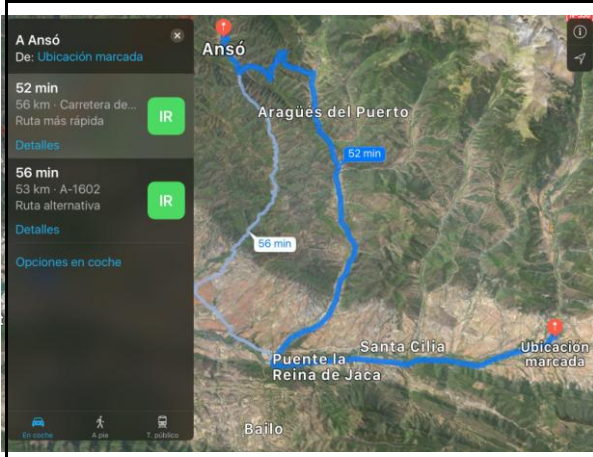 A Ansó
De: Ubicación marcada
52 min
56 km · Carretera de...
Ruta más rápida
IR
Detalles
56 min
53 km · A-1602
Ruta alternativa
IR
Detalles
Opciones en coche
En coche
A pie
T. público
Ansó
Aragües del Puerto
52 min
56 min
Santa Cilia
Puente la
Reina de Jaca
Ubicación
marcada
Bailo